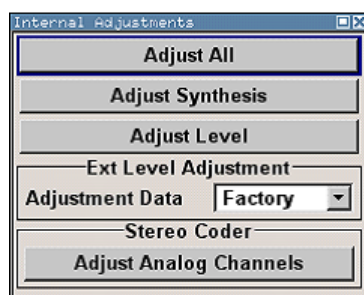 Internal Adjustments
Adjust All
Adjust Synthesis
Adjust Level
Ext Level Adjustment
Adjustment Data Factory
Stereo Coder
Adjust Analog Channels